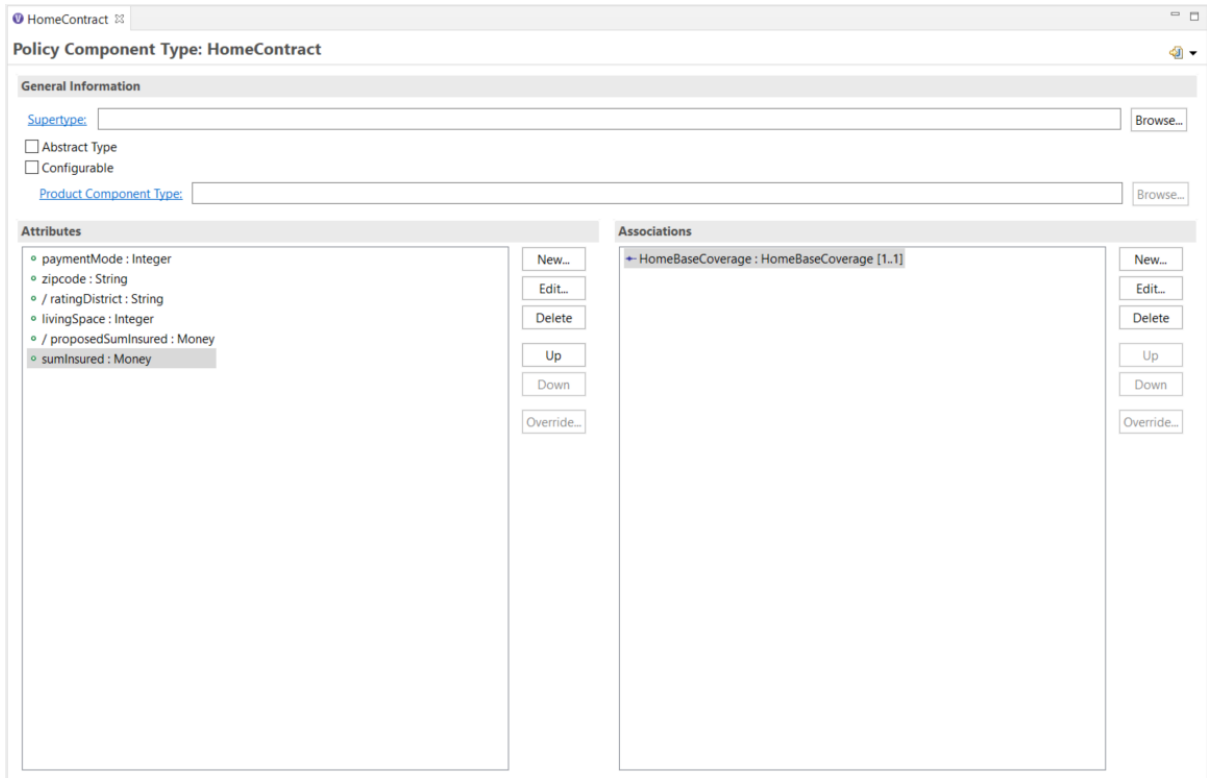 HomeContract
Policy Component Type: HomeContract
General Information
Supertype:
Browse...
Abstract Type
Configurable
Product Component Type:
Browse...
Attributes
paymentMode : Integer
zipcode : String
/ ratingDistrict : String
livingSpace : Integer
/ proposedSumInsured : Money
sumInsured : Money
New...
Edit...
Delete
Up
Down
Override...
Associations
HomeBaseCoverage : HomeBaseCoverage [1..1]
New...
Edit...
Delete
Up
Down
Override...